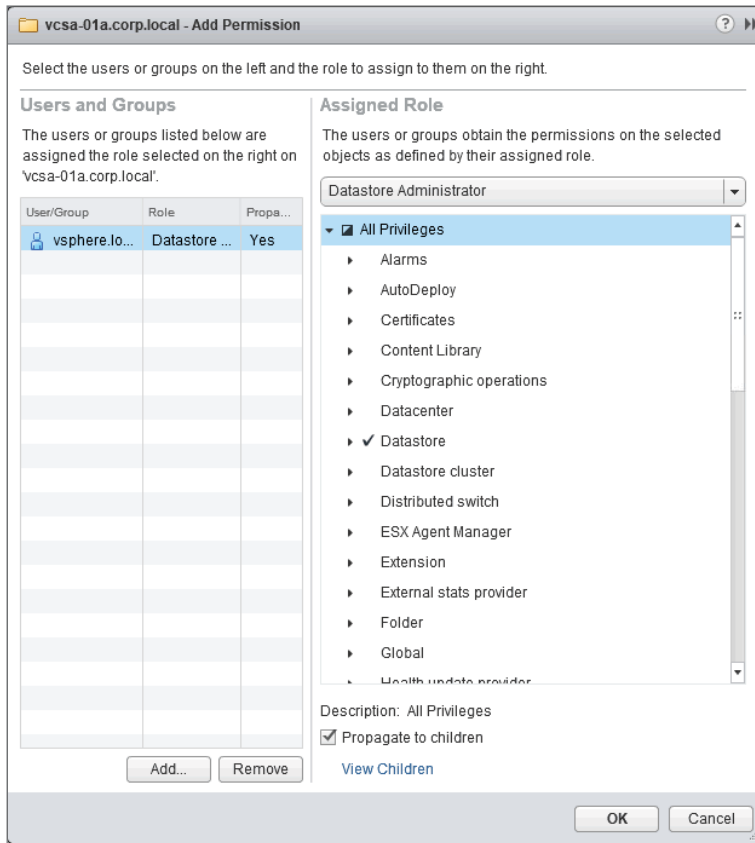 vcsa-01a.corp.local - Add Permission
?
Select the users or groups on the left and the role to assign to them on the right.
Users and Groups
The users or groups listed below are
assigned the role selected on the right on
'vcsa-01a.corp.local'.
User/Group Role Propa...
vsphere.lo... Datastore ... Yes
Add... Remove
Assigned Role
The users or groups obtain the permissions on the selected
objects as defined by their assigned role.
Datastore Administrator
All Privileges
Alarms
AutoDeploy
Certificates
Content Library
Cryptographic operations
Datacenter
Datastore
Datastore cluster
Distributed switch
ESX Agent Manager
Extension
External stats provider
Folder
Global
Health update provider
Description: All Privileges
Propagate to children
View Children
OK Cancel